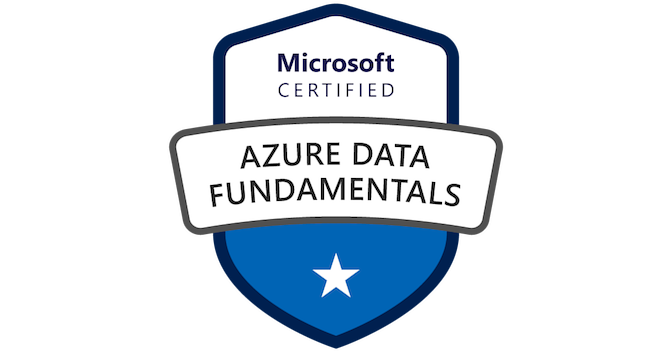 Microsoft
CERTIFIED
AZURE DATA
FUNDAMENTALS